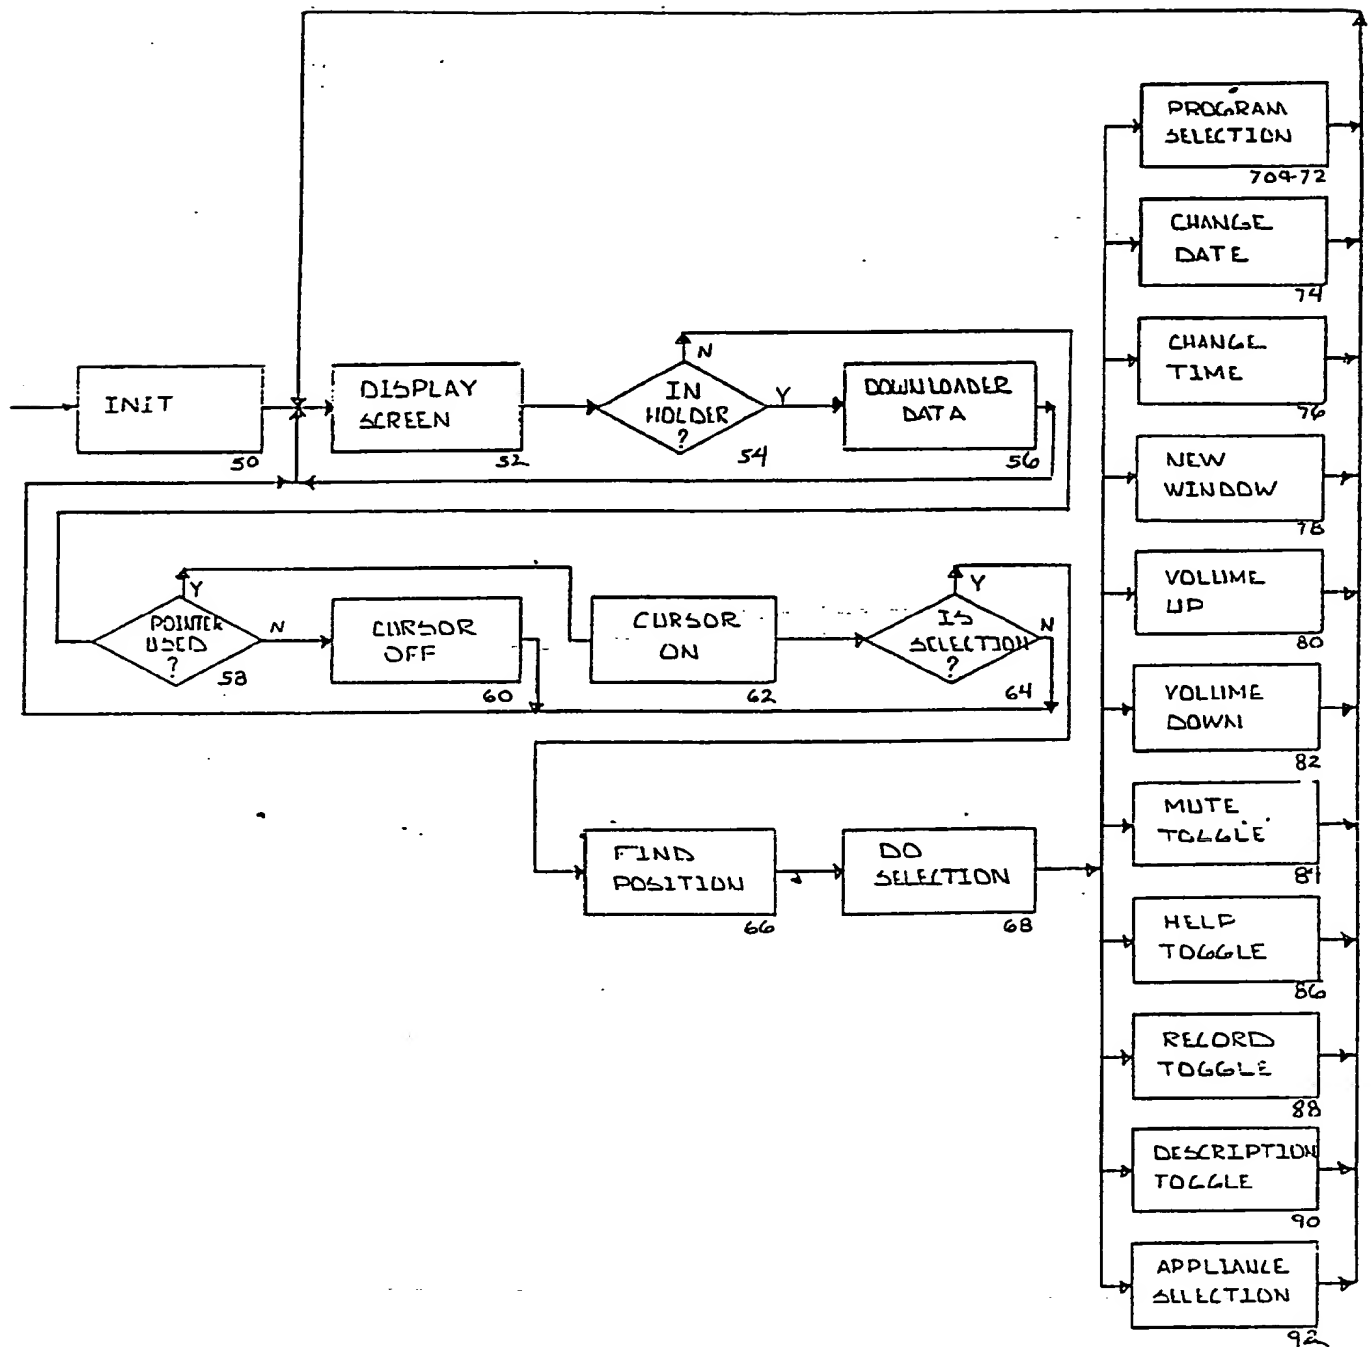 PROGRAM
SELECTION
709-72
CHANGE
DATE
74
CHANGE
TIME
76
NEW
WINDOW
78
VOLUME
UP
80
VOLUME
DOWN
82
MUTE
TOGGLE
84
HELP
TOGGLE
86
RECORD
TOGGLE
88
DESCRIPTION
TOGGLE
90
APPLIANCE
SELECTION
92
INIT
50
DISPLAY
SCREEN
52
IN
HOLDER
?
54
N
Y
DOWNLOADER
DATA
56
POINTER
USED
?
58
Y
N
CURSOR
OFF
60
CURSOR
ON
62
IS
SELECTION
?
64
Y
N
FIND
POSITION
66
DO
SELECTION
68